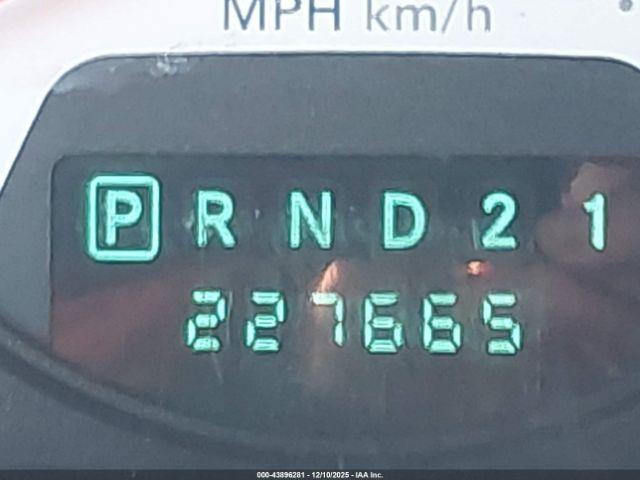 MPH km/h
P R N D 2 1
227665
000-43896281 - 12/10/2025 - IAA Inc.